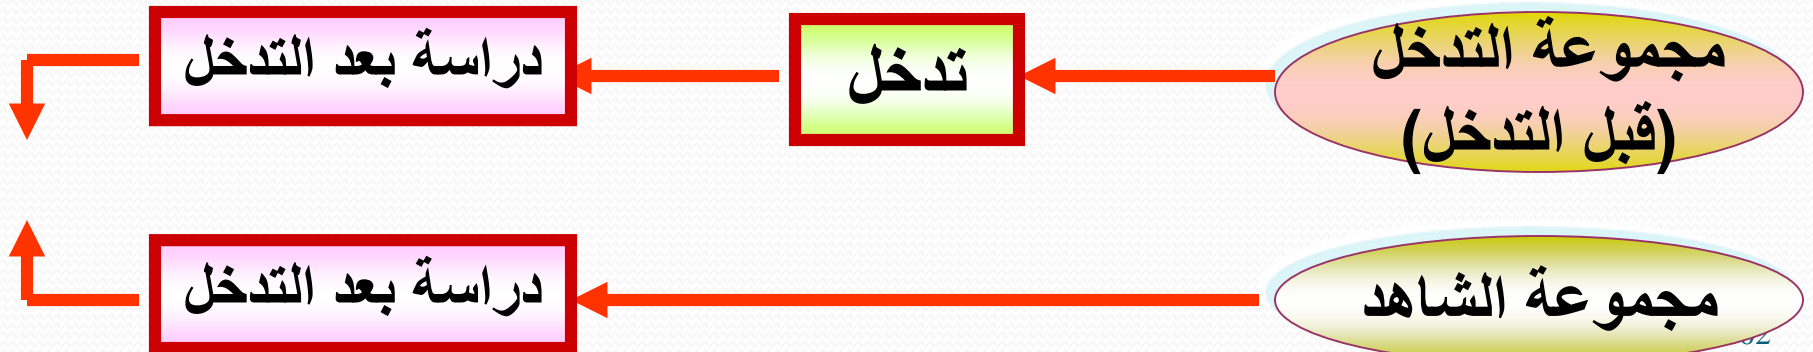 مجموعة التدخل
(قبل التدخل)
تدخل
دراسة بعد التدخل
مجموعة الشاهد
دراسة بعد التدخل